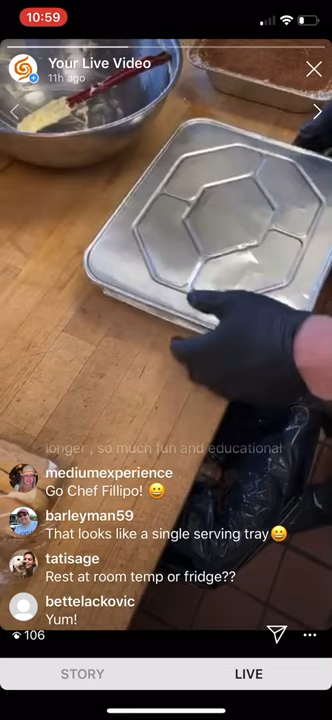 10:59
Your Live Video
11h ago
longer , so much fun and educational
mediumexperience
Go Chef Fillipo! 😀
barleyman59
That looks like a single serving tray😀
tatisage
Rest at room temp or fridge??
bettelackovic
Yum!
106
STORY
LIVE